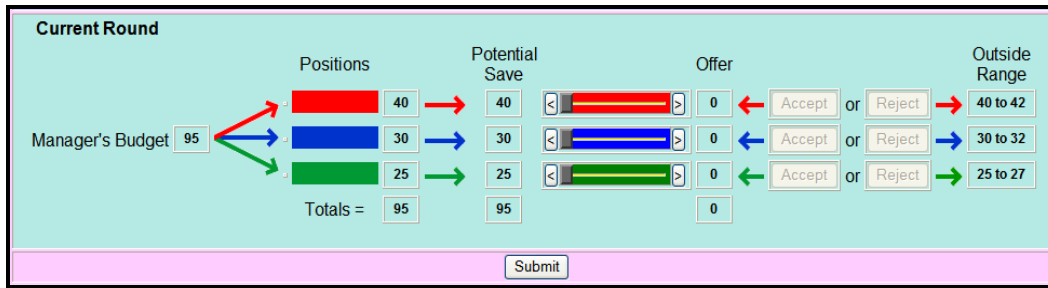 Current Round
Positions Potential Save Offer Outside Range
40 40 < > 0 Accept or Reject 40 to 42
Manager's Budget 95 30 30 < > 0 Accept or Reject 30 to 32
25 25 < > 0 Accept or Reject 25 to 27
Totals = 95 95 0
Submit